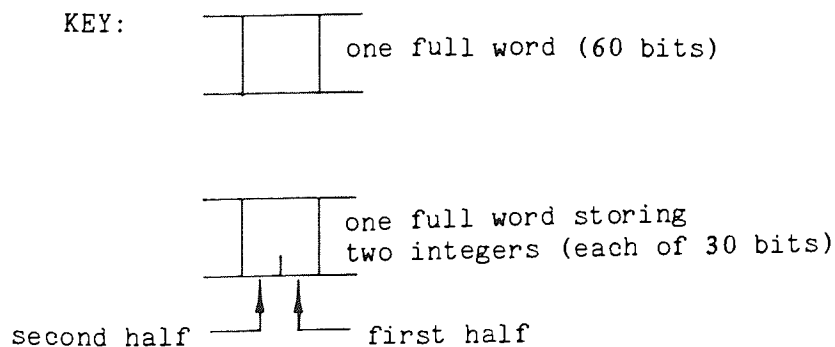 KEY:
one full word (60 bits)
one full word storing
two integers (each of 30 bits)
second half
first half